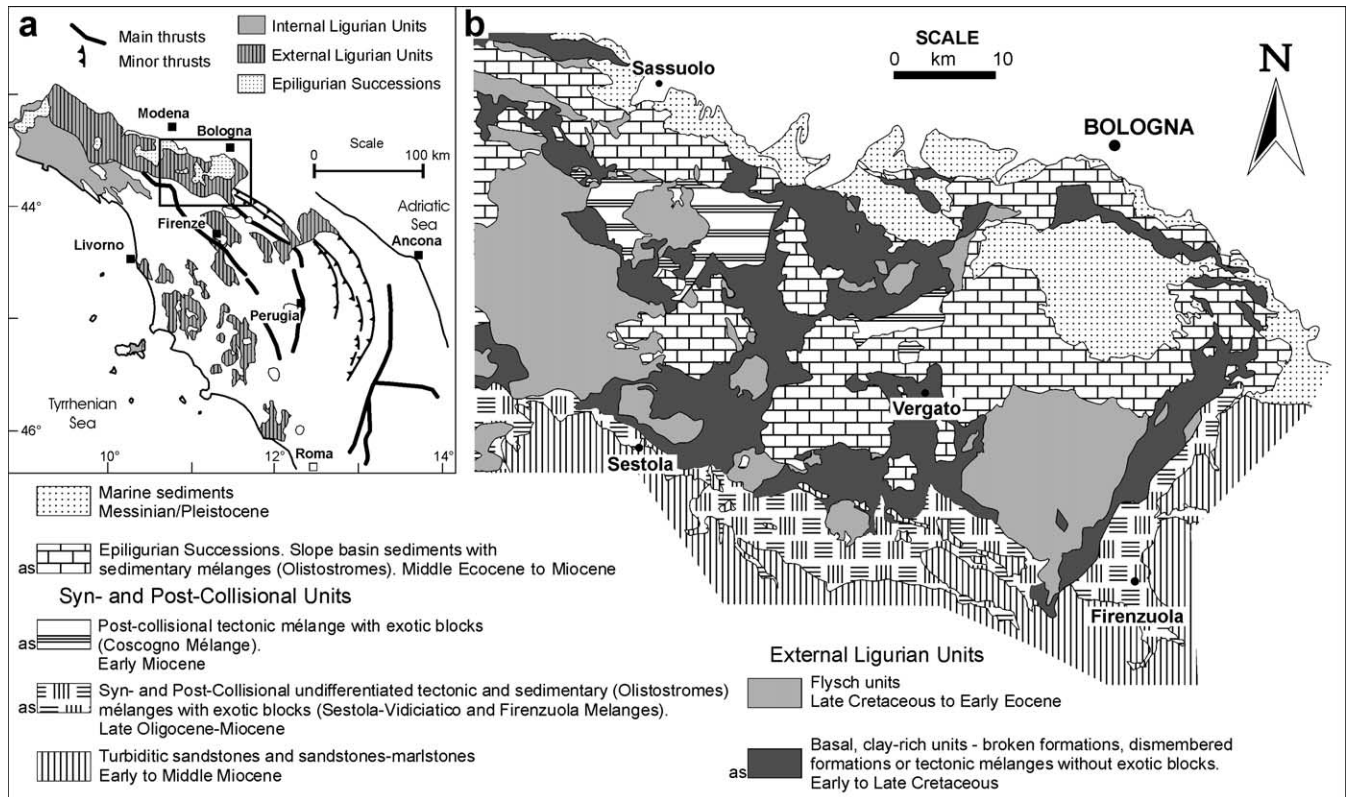 a
Main thrusts
Minor thrusts
Internal Ligurian Units
External Ligurian Units
Epiligurian Successions
Modena
Bologna
Scale
0 100 km
44°
Firenze
Adriatic
Sea
Livorno
Ancona
Perugia
Tyrrhenian
Sea
46°
Roma
10° 12° 14°
b
SCALE
0 km 10
N
Sassuolo
BOLOGNA
Vergato
Sestola
Firenzuola
Marine sediments
Messinian/Pleistocene
as
Epiligurian Successions. Slope basin sediments with
sedimentary mélanges (Olistostromes). Middle Ecocene to Miocene
Syn- and Post-Collisional Units
as
Post-collisional tectonic mélange with exotic blocks
(Coscogno Mélange).
Early Miocene
as
Syn- and Post-Collisional undifferentiated tectonic and sedimentary (Olistostromes)
mélanges with exotic blocks (Sestola-Vidiciatico and Firenzuola Melanges).
Late Oligocene-Miocene
Turbiditic sandstones and sandstones-marlstones
Early to Middle Miocene
External Ligurian Units
Flysch units
Late Cretaceous to Early Eocene
as
Basal, clay-rich units - broken formations, dismembered
formations or tectonic mélanges without exotic blocks.
Early to Late Cretaceous